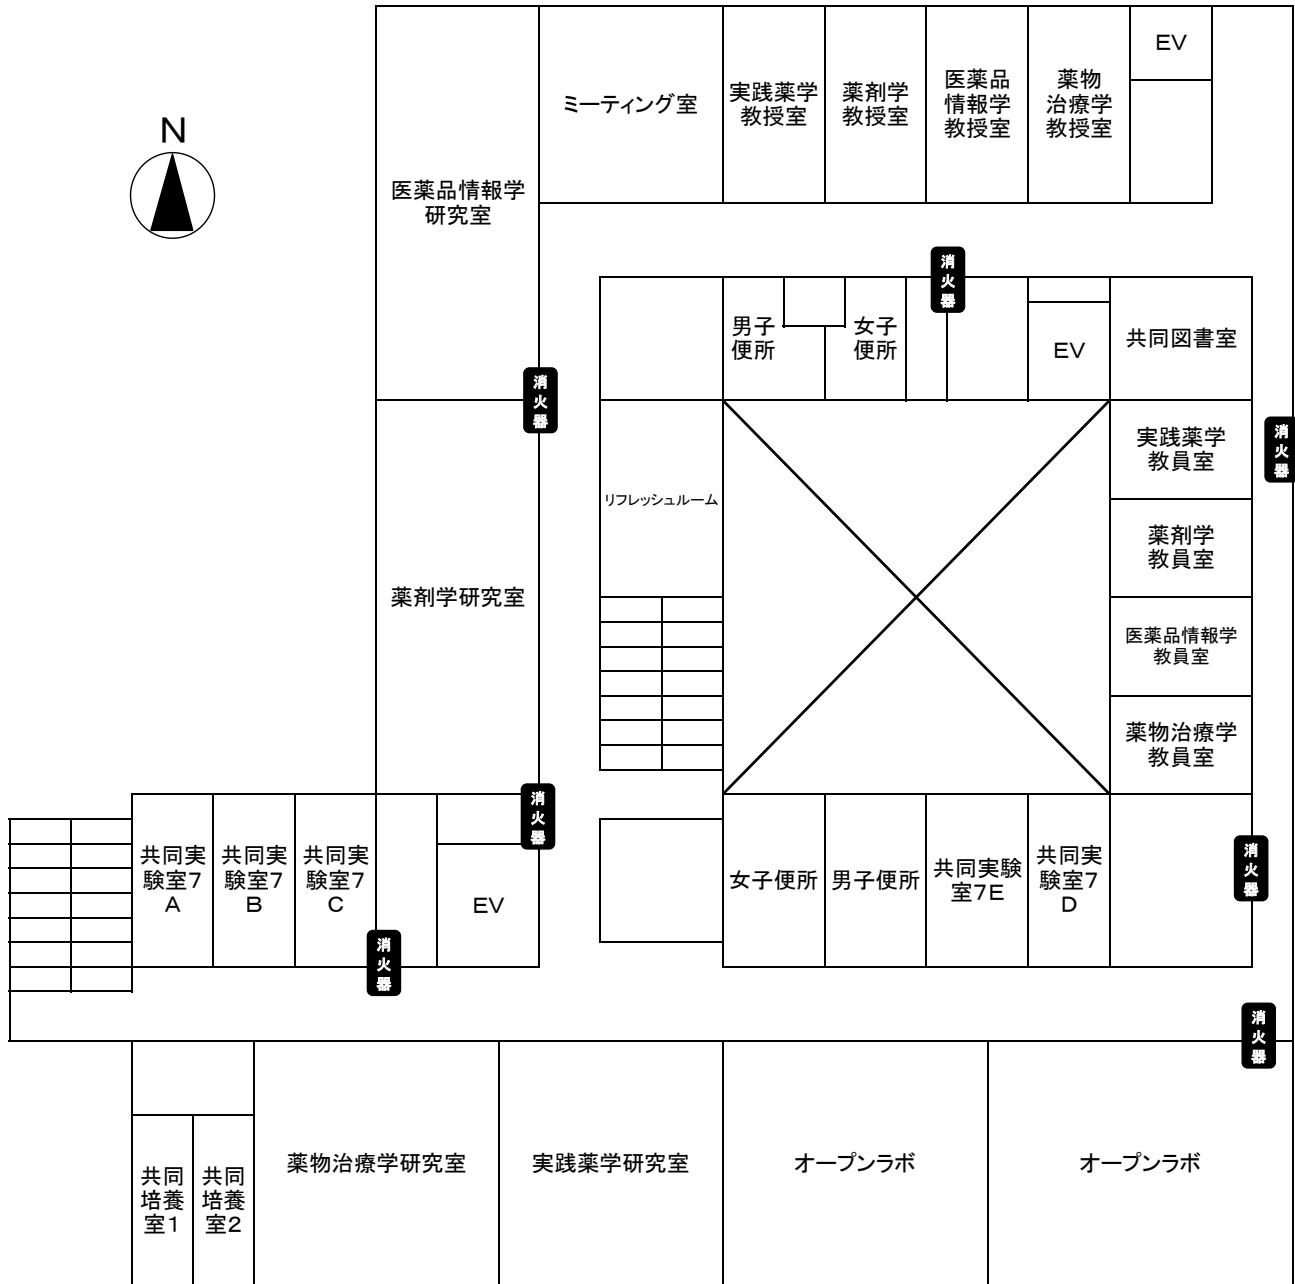 EV
ミーティング室
実践薬学
教授室
薬剤学
教授室
医薬品
情報学
教授室
薬物
治療学
教授室
N
医薬品情報学
研究室
消
火
器
男子
便所
女子
便所
EV
共同図書室
消
火
器
消
火
器
実践薬学
教員室
リフレッシュルーム
薬剤学
教員室
薬剤学研究室
医薬品情報学
教員室
薬物治療学
教員室
消
火
器
共同実
験室7
A
共同実
験室7
B
共同実
験室7
C
EV
女子便所
男子便所
共同実験
室7E
共同実
験室7
D
消
火
器
消
火
器
消
火
器
共同
培養
室1
共同
培養
室2
薬物治療学研究室
実践薬学研究室
オープンラボ
オープンラボ